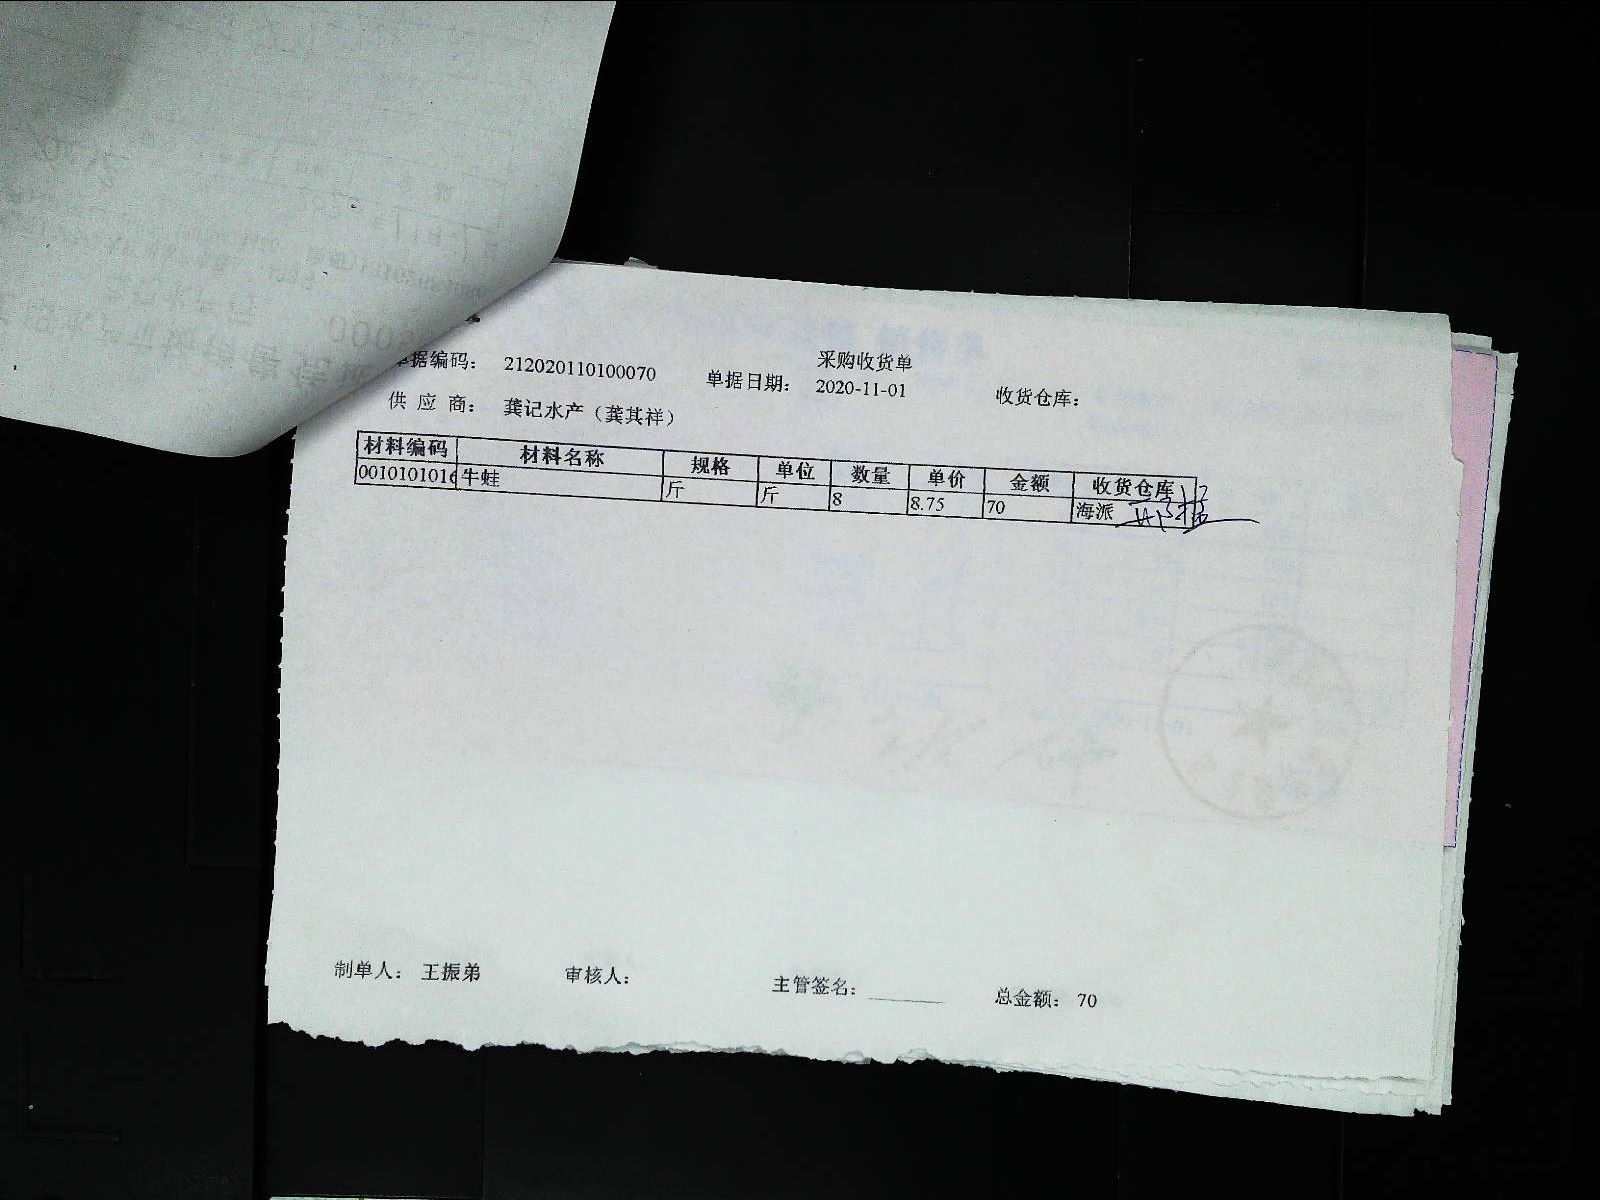 采购收货单
单据编码： 212020110100070 单据日期： 2020-11-01 收货仓库：
供 应 商： 龚记水产（龚其祥）
材料编码 材料名称 规格 单位 数量 单价 金额 收货仓库
001010101 牛蛙 斤 斤 8 8.75 70 海派
制单人： 王振弟 审核人： 主管签名： 总金额： 70